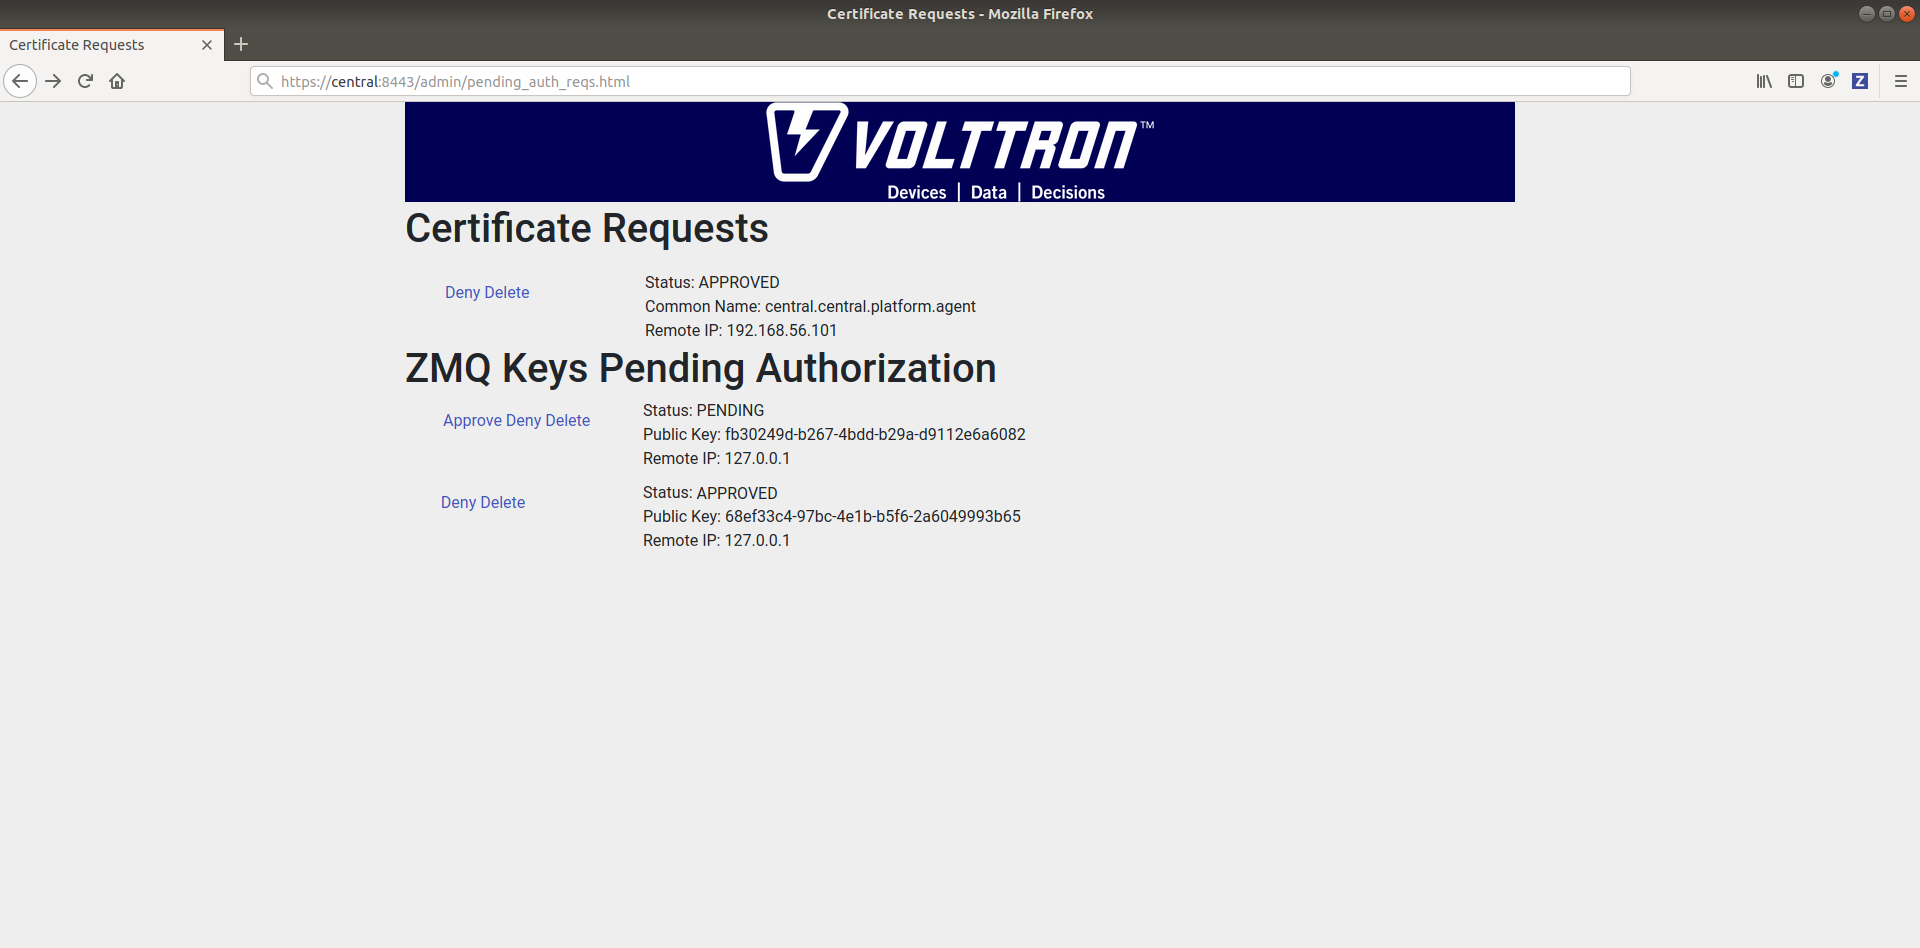 Certificate Requests - Mozilla Firefox
Certificate Requests
https://central:8443/admin/pending_auth_reqs.html
Z
VOLTTRON™
Devices | Data | Decisions
Certificate Requests
Deny Delete
Status: APPROVED
Common Name: central.central.platform.agent
Remote IP: 192.168.56.101
ZMQ Keys Pending Authorization
Approve Deny Delete
Status: PENDING
Public Key: fb30249d-b267-4bdd-b29a-d9112e6a6082
Remote IP: 127.0.0.1
Deny Delete
Status: APPROVED
Public Key: 68ef33c4-97bc-4e1b-b5f6-2a6049993b65
Remote IP: 127.0.0.1